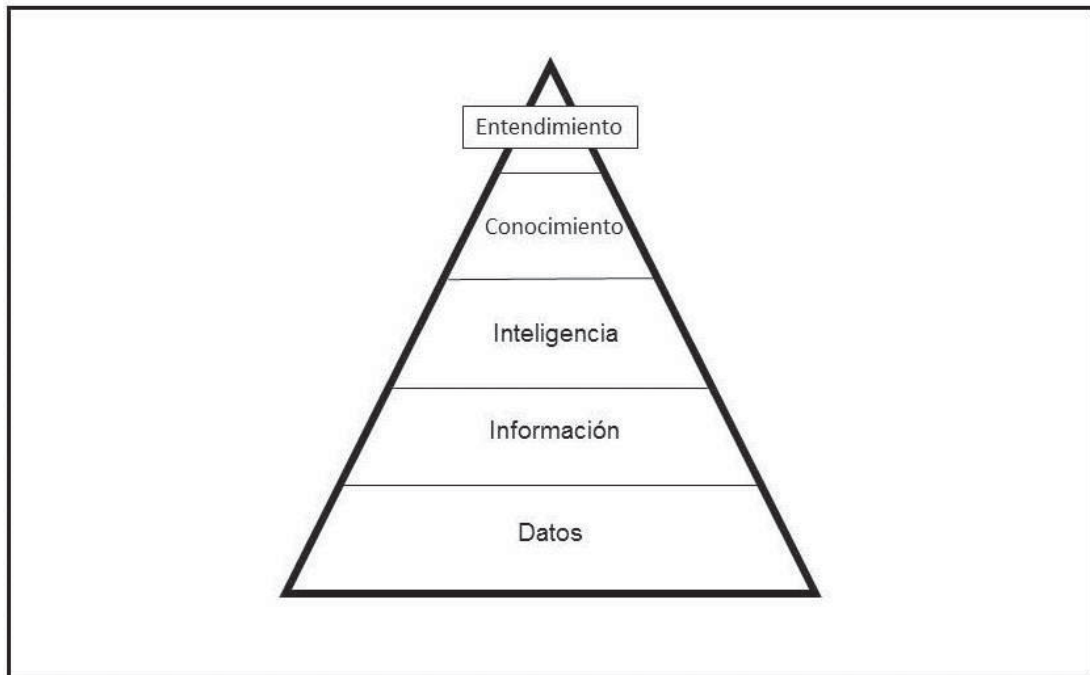 Entendimiento
Conocimiento
Inteligencia
Información
Datos